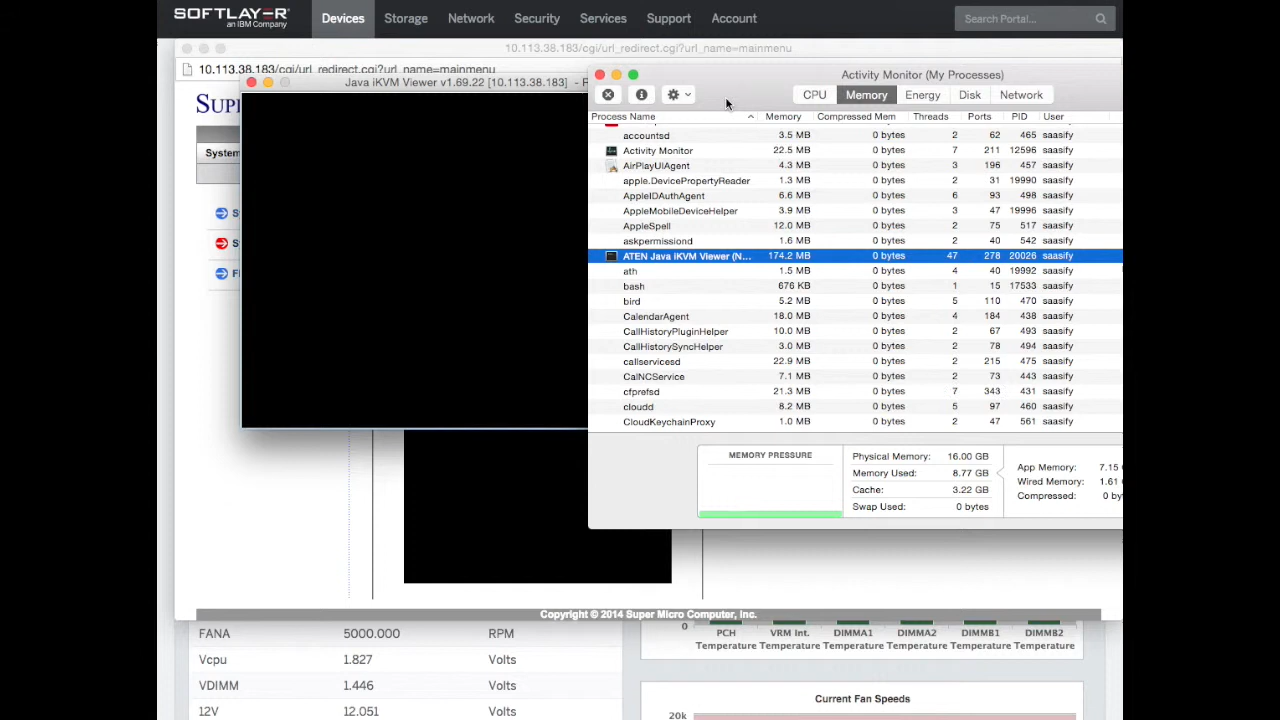 SOFTLAYER®
an IBM Company
Devices Storage Network Security Services Support Account Search Portal...
10.113.38.183/cgi/url_redirect.cgi?url_name=mainmenu
10.113.38.183/cgi/url_redirect.cgi?url_name=mainmenu
Java iKVM Viewer v1.69.22 [10.113.38.183] -
SUP
System
S
S
F
Activity Monitor (My Processes)
CPU Memory Energy Disk Network
Process Name Memory Compressed Mem Threads Ports PID User
accountsd 3.5 MB 0 bytes 2 62 465 saasify
Activity Monitor 22.5 MB 0 bytes 7 211 12596 saasify
AirPlayUIAgent 4.3 MB 0 bytes 3 196 457 saasify
apple.DevicePropertyReader 1.3 MB 0 bytes 2 31 19990 saasify
AppleIDAuthAgent 6.6 MB 0 bytes 6 93 498 saasify
AppleMobileDeviceHelper 3.9 MB 0 bytes 3 47 19996 saasify
AppleSpell 12.0 MB 0 bytes 2 75 517 saasify
askpermissiond 1.6 MB 0 bytes 2 40 542 saasify
ATEN Java iKVM Viewer (N... 174.2 MB 0 bytes 47 278 20026 saasify
ath 1.5 MB 0 bytes 4 40 19992 saasify
bash 676 KB 0 bytes 1 15 17533 saasify
bird 5.2 MB 0 bytes 5 110 470 saasify
CalendarAgent 18.0 MB 0 bytes 4 184 438 saasify
CallHistoryPluginHelper 10.0 MB 0 bytes 2 67 493 saasify
CallHistorySyncHelper 3.0 MB 0 bytes 2 78 494 saasify
callservicesd 22.9 MB 0 bytes 2 215 475 saasify
CalNCService 7.1 MB 0 bytes 2 73 443 saasify
cfprefsd 21.3 MB 0 bytes 7 343 431 saasify
cloudd 8.2 MB 0 bytes 5 97 460 saasify
CloudKeychainProxy 1.0 MB 0 bytes 2 47 561 saasify
MEMORY PRESSURE
Physical Memory: 16.00 GB
Memory Used: 8.77 GB
Cache: 3.22 GB
Swap Used: 0 bytes
App Memory: 7.15
Wired Memory: 1.61
Compressed: 0 by
Copyright © 2014 Super Micro Computer, Inc.
FANA 5000.000 RPM
Vcpu 1.827 Volts
VDIMM 1.446 Volts
12V 12.051 Volts
0
PCH VRM Int. DIMMA1 DIMMA2 DIMMB1 DIMMB2
Temperature Temperature Temperature Temperature Temperature Temperature
Current Fan Speeds
20k